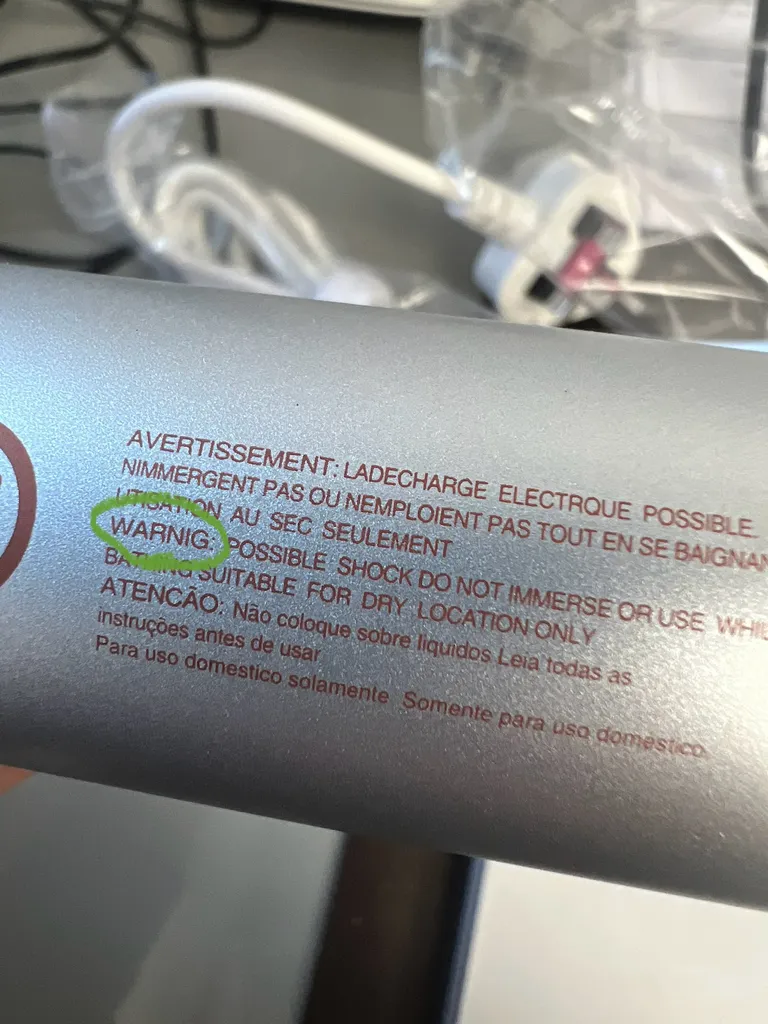 AVERTISSEMENT: LADECHARGE ELECTRQUE POSSIBLE.
NIMMERGENT PAS OU NEMPLOIENT PAS TOUT EN SE BAIGNAN
UTISATION AU SEC SEULEMENT
WARNIG: POSSIBLE SHOCK DO NOT IMMERSE OR USE WHIL
BATHING SUITABLE FOR DRY LOCATION ONLY
ATENCÃO: Não coloque sobre liquidos Leia todas as
instruções antes de usar
Para uso domestico solamente Somente para uso domestico